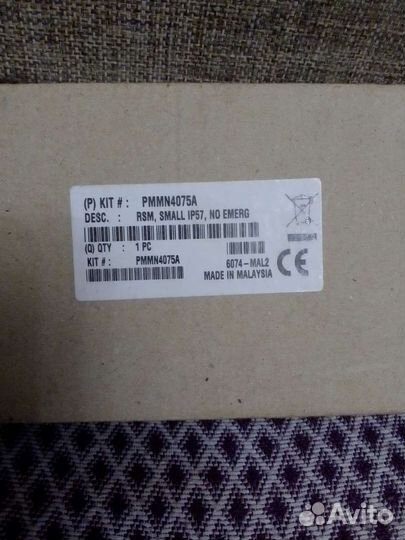 (P) KIT # : PMMN4075A
DESC. : RSM, SMALL IP57, NO EMERG
(Q) QTY : 1 PC
KIT # : PMMN4075A
6074-MAL2
MADE IN MALAYSIA
CE
Avito